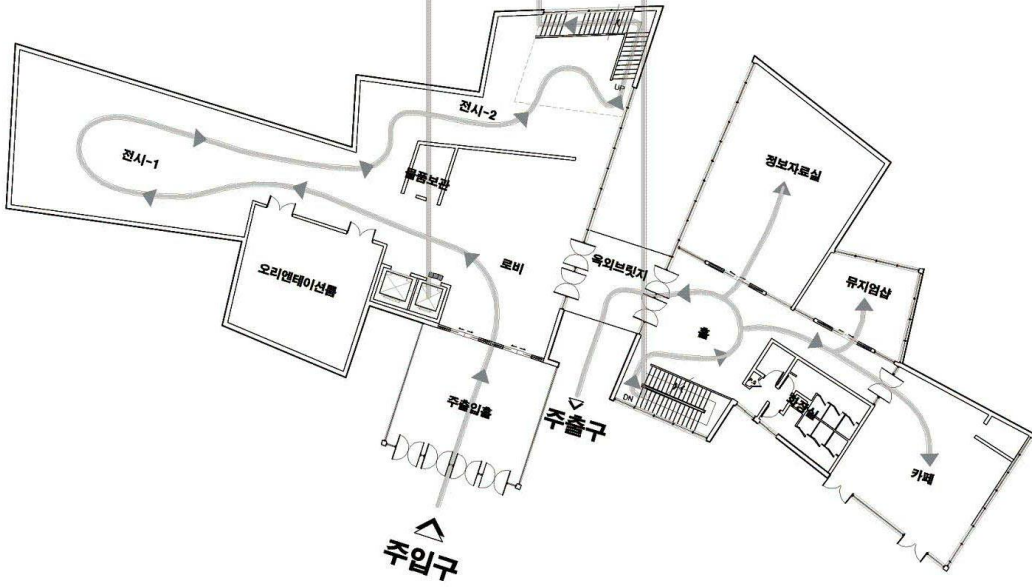 UP
전시-2
전시-1
물품보관
정보자료실
로비
옥외브릿지
오리엔테이션룸
뮤지엄샵
홀
DN
주출입홀
화장실
주출구
카페
주입구